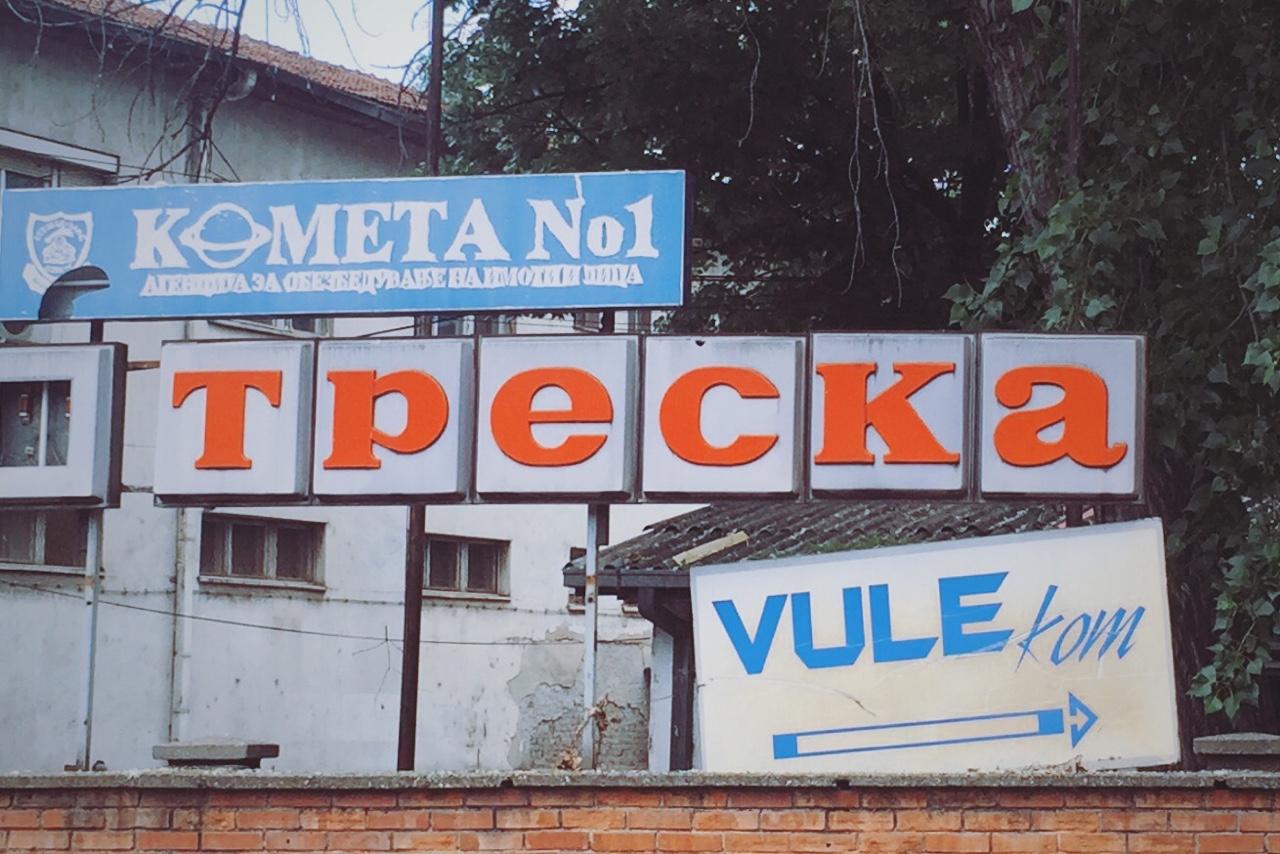 КОМЕТА No1
АГЕНЦИЈА ЗА ОБЕЗБЕДУВАЊЕ НА ИМОТИ И ЛИЦА
Треска
VULE kom